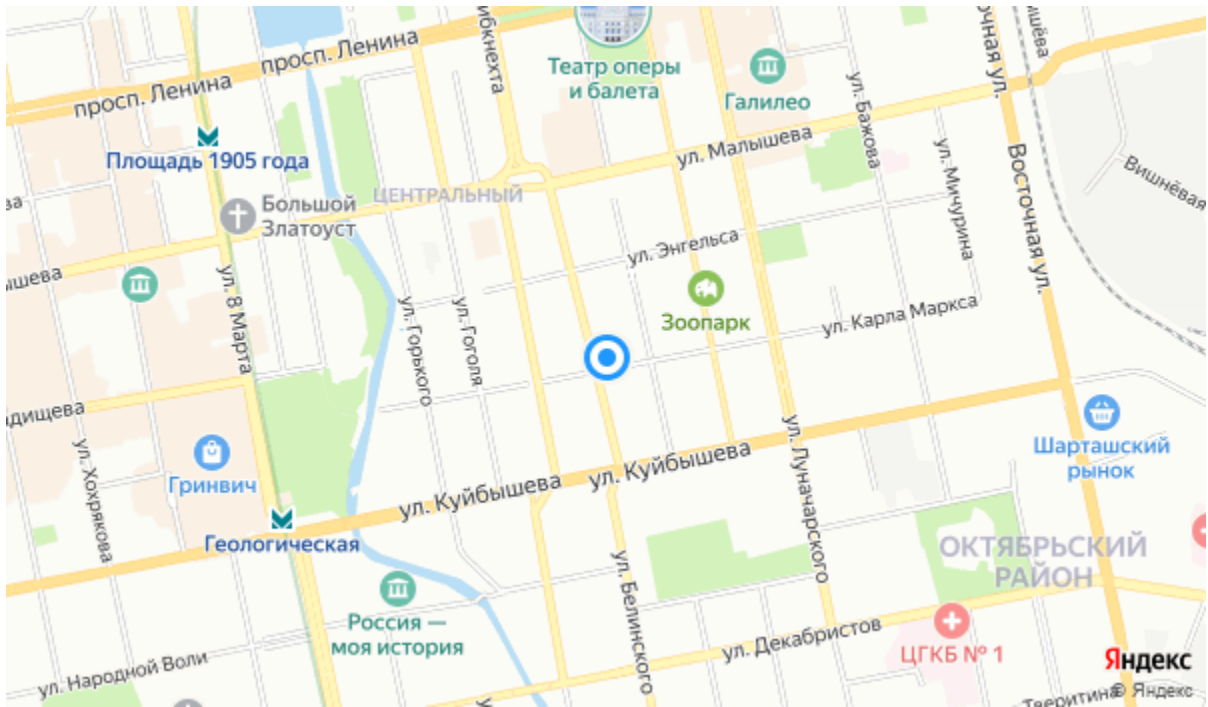 просп. Ленина
просп. Ленина
Театр оперы
и балета
Галилео
ул. Бажова
ул. Малышева
Площадь 1905 года
Большой
Златоуст
ЦЕНТРАЛЬНЫЙ
ул. Энгельса
ул. Мичурина
Восточная ул.
Вишнёвая
ул. 8 Марта
ул. Горького
ул. Гоголя
Зоопарк
ул. Карла Маркса
ул. Хохрякова
Гринвич
Геологическая
ул. Куйбышева
ул. Куйбышева
ул. Луначарского
Шарташский
рынок
ОКТЯБРЬСКИЙ
РАЙОН
Россия —
моя история
ул. Белинского
ул. Декабристов
ЦГКБ № 1
ул. Народной Воли
Яндекс
© Яндекс